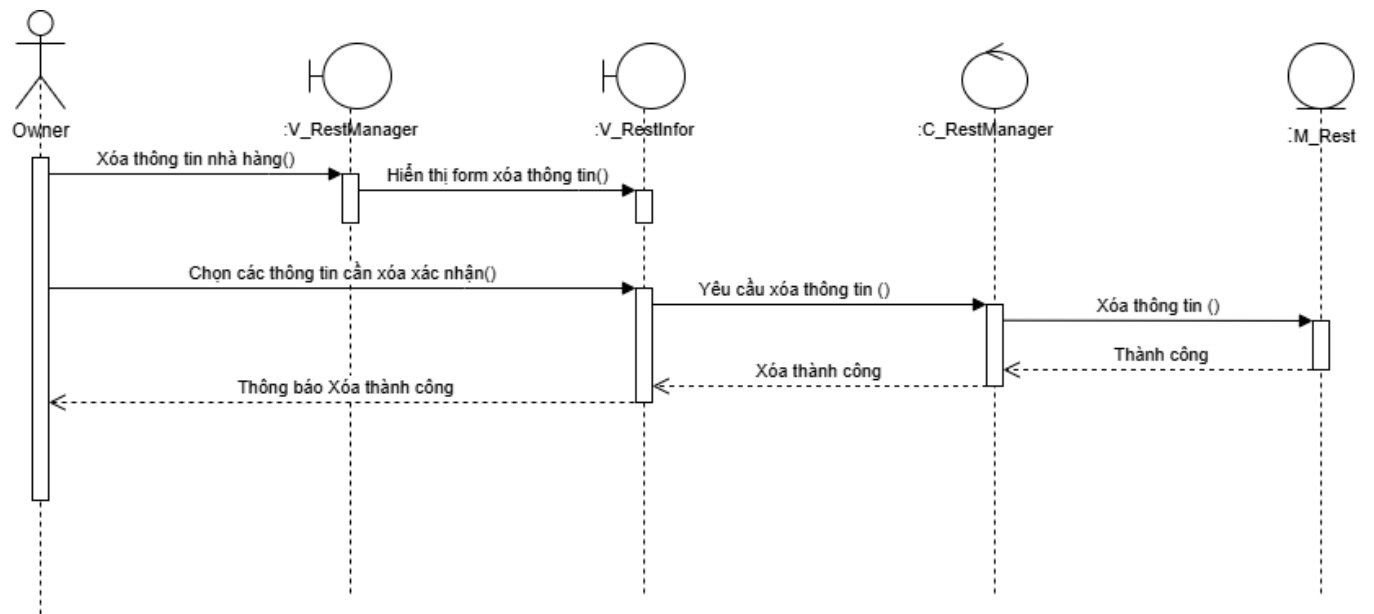 Owner
:V_RestManager
:V_RestInfor
:C_RestManager
:M_Rest
Xóa thông tin nhà hàng()
Hiển thị form xóa thông tin()
Chọn các thông tin cần xóa xác nhận()
Yêu cầu xóa thông tin ()
Xóa thông tin ()
Thành công
Xóa thành công
Thông báo Xóa thành công